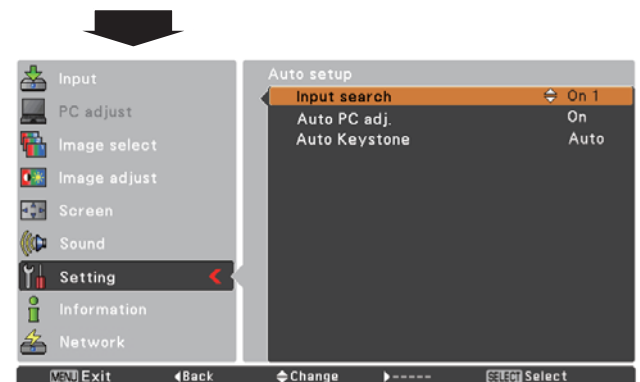 Input
PC adjust
Image select
Image adjust
Screen
Sound
Setting
Information
Network
Auto setup
Input search On 1
Auto PC adj. On
Auto Keystone Auto
MENU Exit Back Change ----- SELECT Select